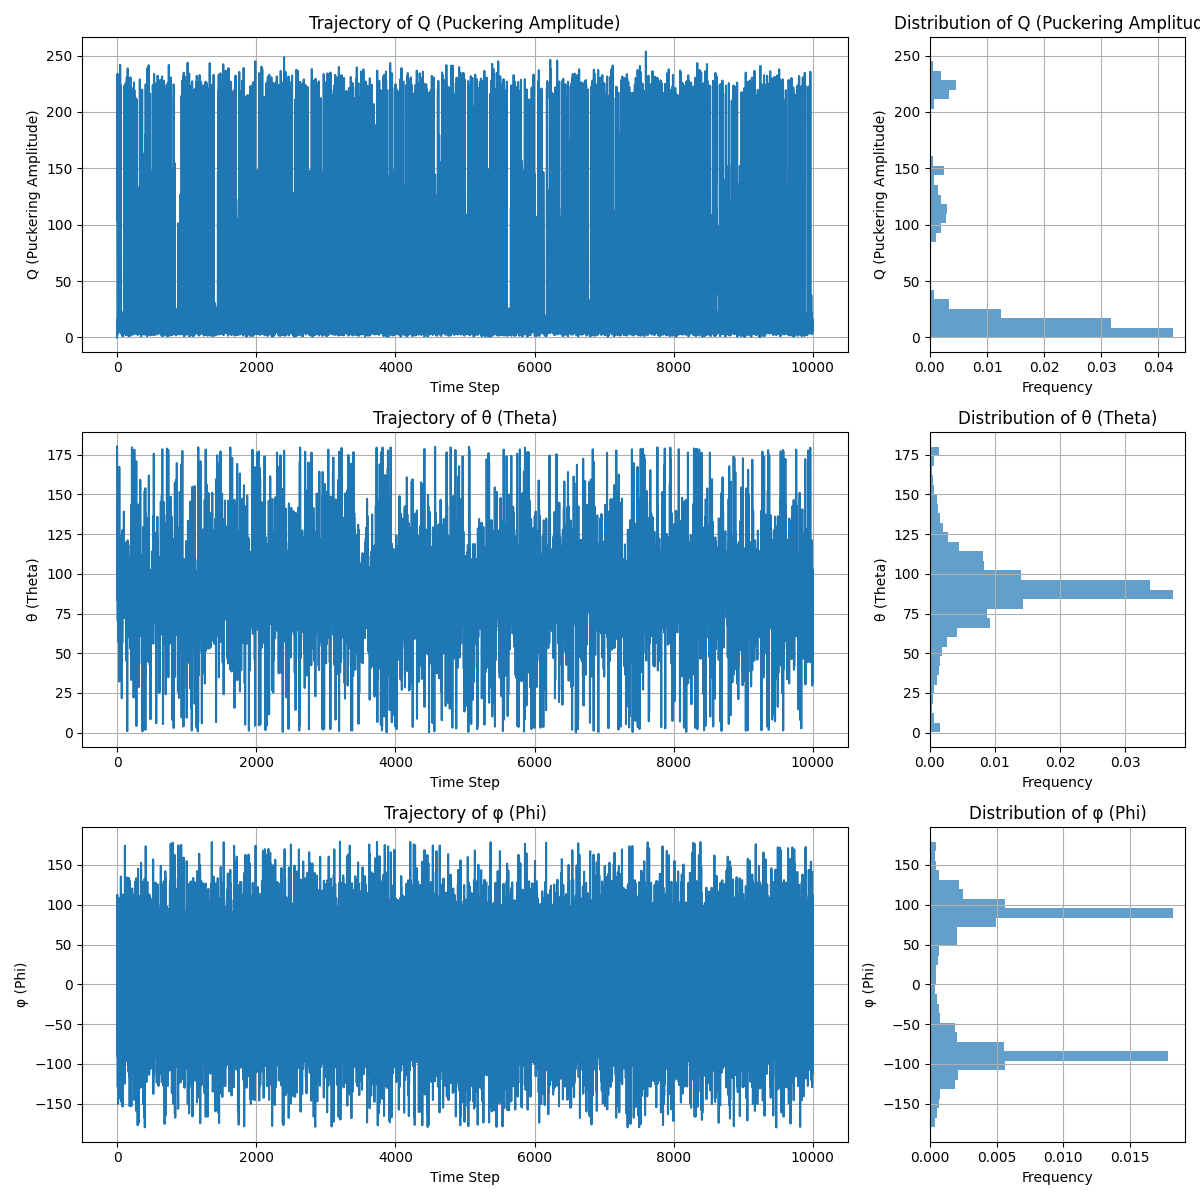 Trajectory of Q (Puckering Amplitude)
Q (Puckering Amplitude)
250
200
150
100
50
0
0 2000 4000 6000 8000 10000
Time Step
Distribution of Q (Puckering Amplitud
Q (Puckering Amplitude)
250
200
150
100
50
0
0.00 0.01 0.02 0.03 0.04
Frequency
Trajectory of θ (Theta)
θ (Theta)
175
150
125
100
75
50
25
0
0 2000 4000 6000 8000 10000
Time Step
Distribution of θ (Theta)
θ (Theta)
175
150
125
100
75
50
25
0
0.00 0.01 0.02 0.03
Frequency
Trajectory of φ (Phi)
φ (Phi)
150
100
50
0
−50
−100
−150
0 2000 4000 6000 8000 10000
Time Step
Distribution of φ (Phi)
φ (Phi)
150
100
50
0
−50
−100
−150
0.000 0.005 0.010 0.015
Frequency